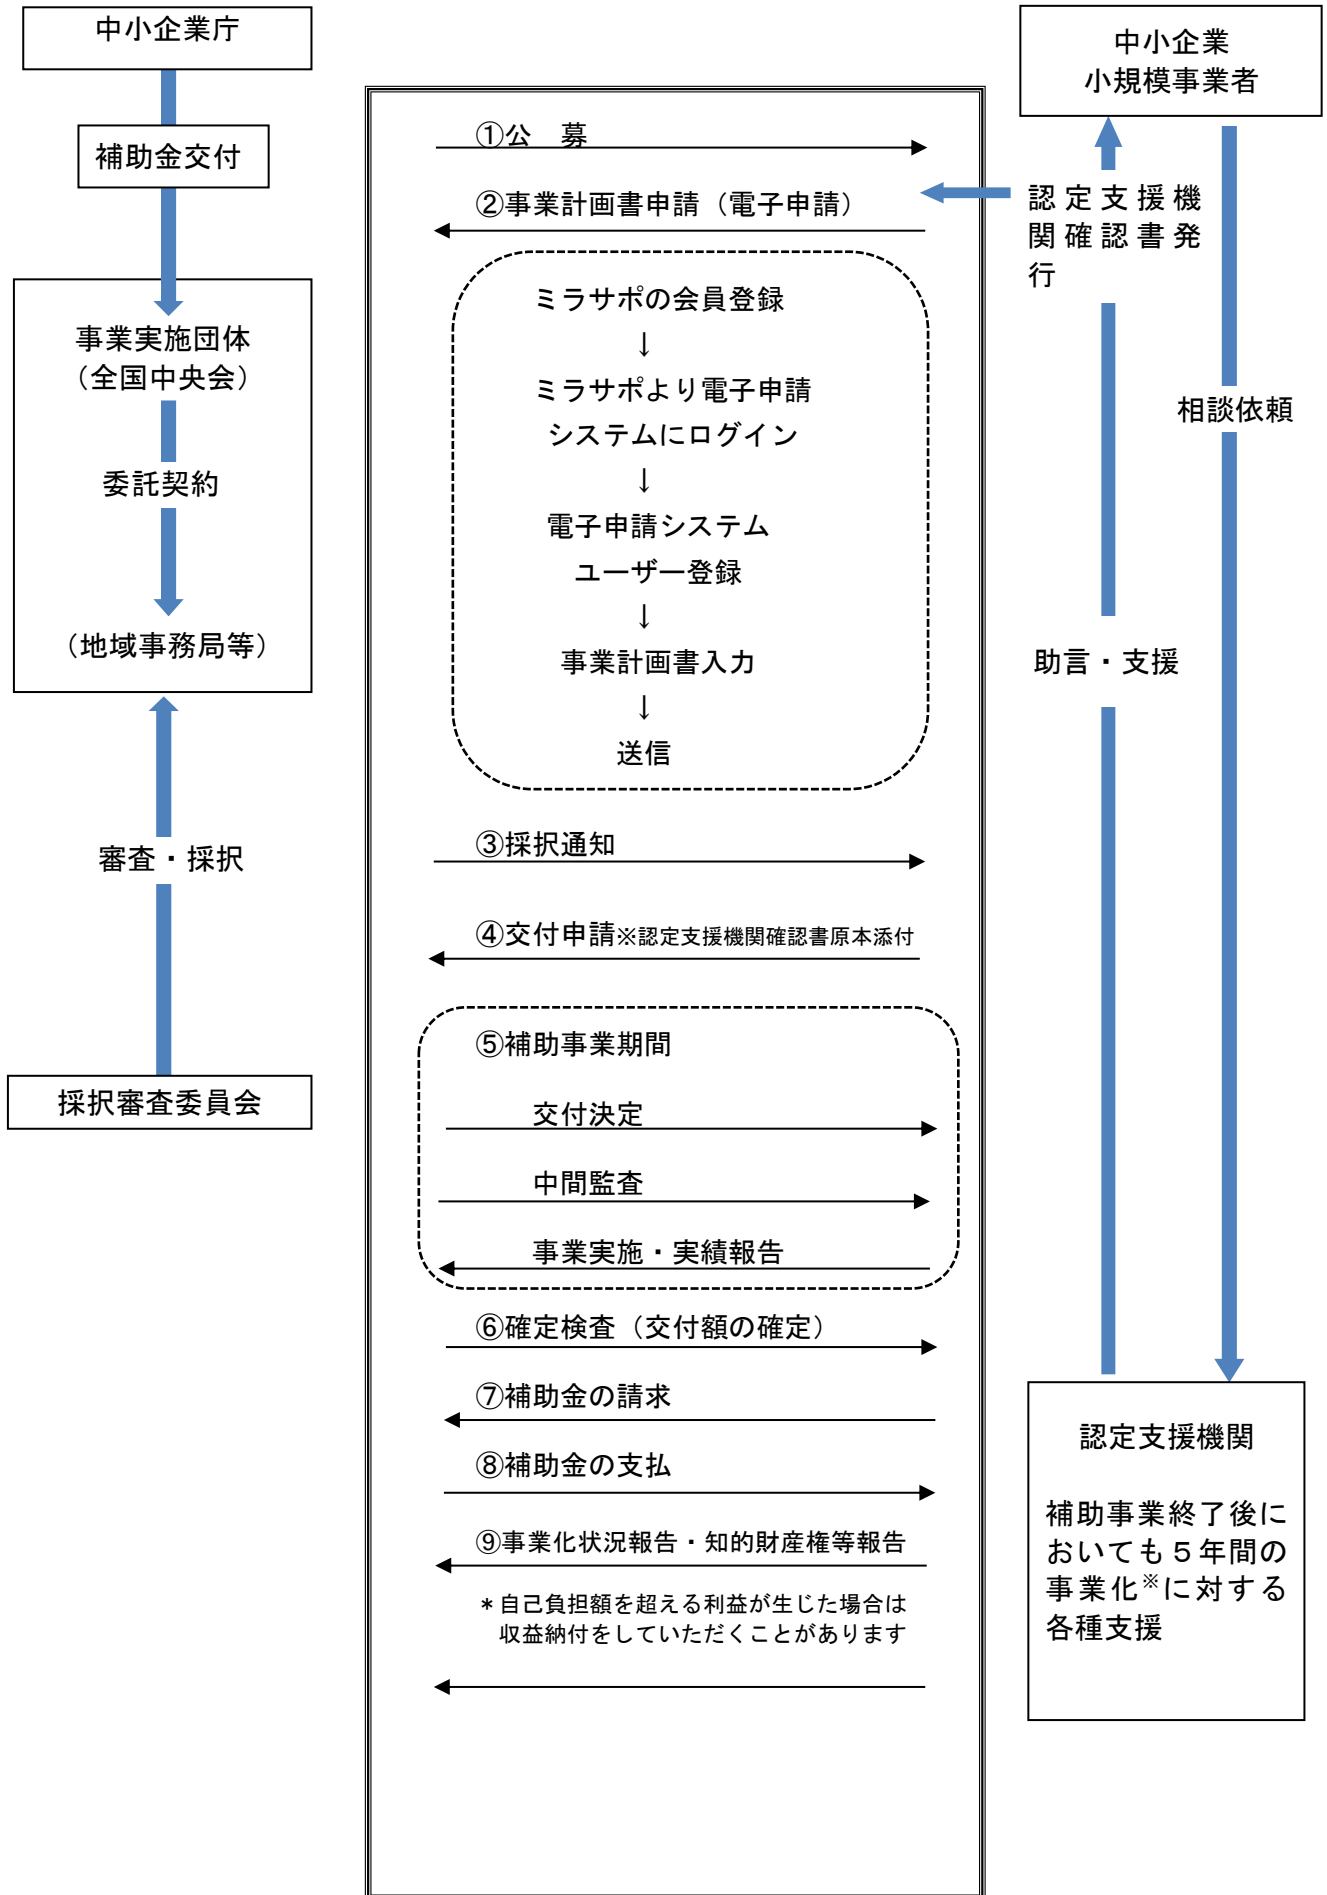 中小企業庁
補助金交付
事業実施団体
（全国中央会）
委託契約
（地域事務局等）
審査・採択
採択審査委員会
①公　募
②事業計画書申請（電子申請）
ミラサポの会員登録
↓
ミラサポより電子申請
システムにログイン
↓
電子申請システム
ユーザー登録
↓
事業計画書入力
↓
送信
③採択通知
④交付申請※認定支援機関確認書原本添付
⑤補助事業期間
交付決定
中間監査
事業実施・実績報告
⑥確定検査（交付額の確定）
⑦補助金の請求
⑧補助金の支払
⑨事業化状況報告・知的財産権等報告
＊自己負担額を超える利益が生じた場合は
収益納付をしていただくことがあります
中小企業
小規模事業者
認定支援機
関確認書発
行
相談依頼
助言・支援
認定支援機関
補助事業終了後に
おいても５年間の
事業化※に対する
各種支援